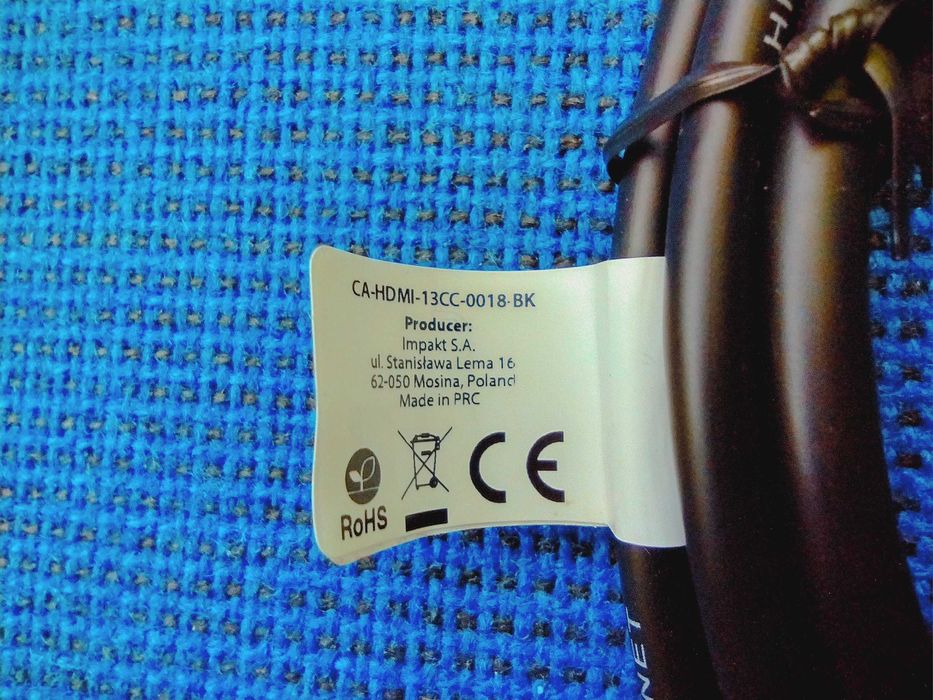 CA-HDMI-13CC-0018-BK
Producer:
Impakt S.A.
ul. Stanisława Lema 16
62-050 Mosina, Poland
Made in PRC
CE
RoHS